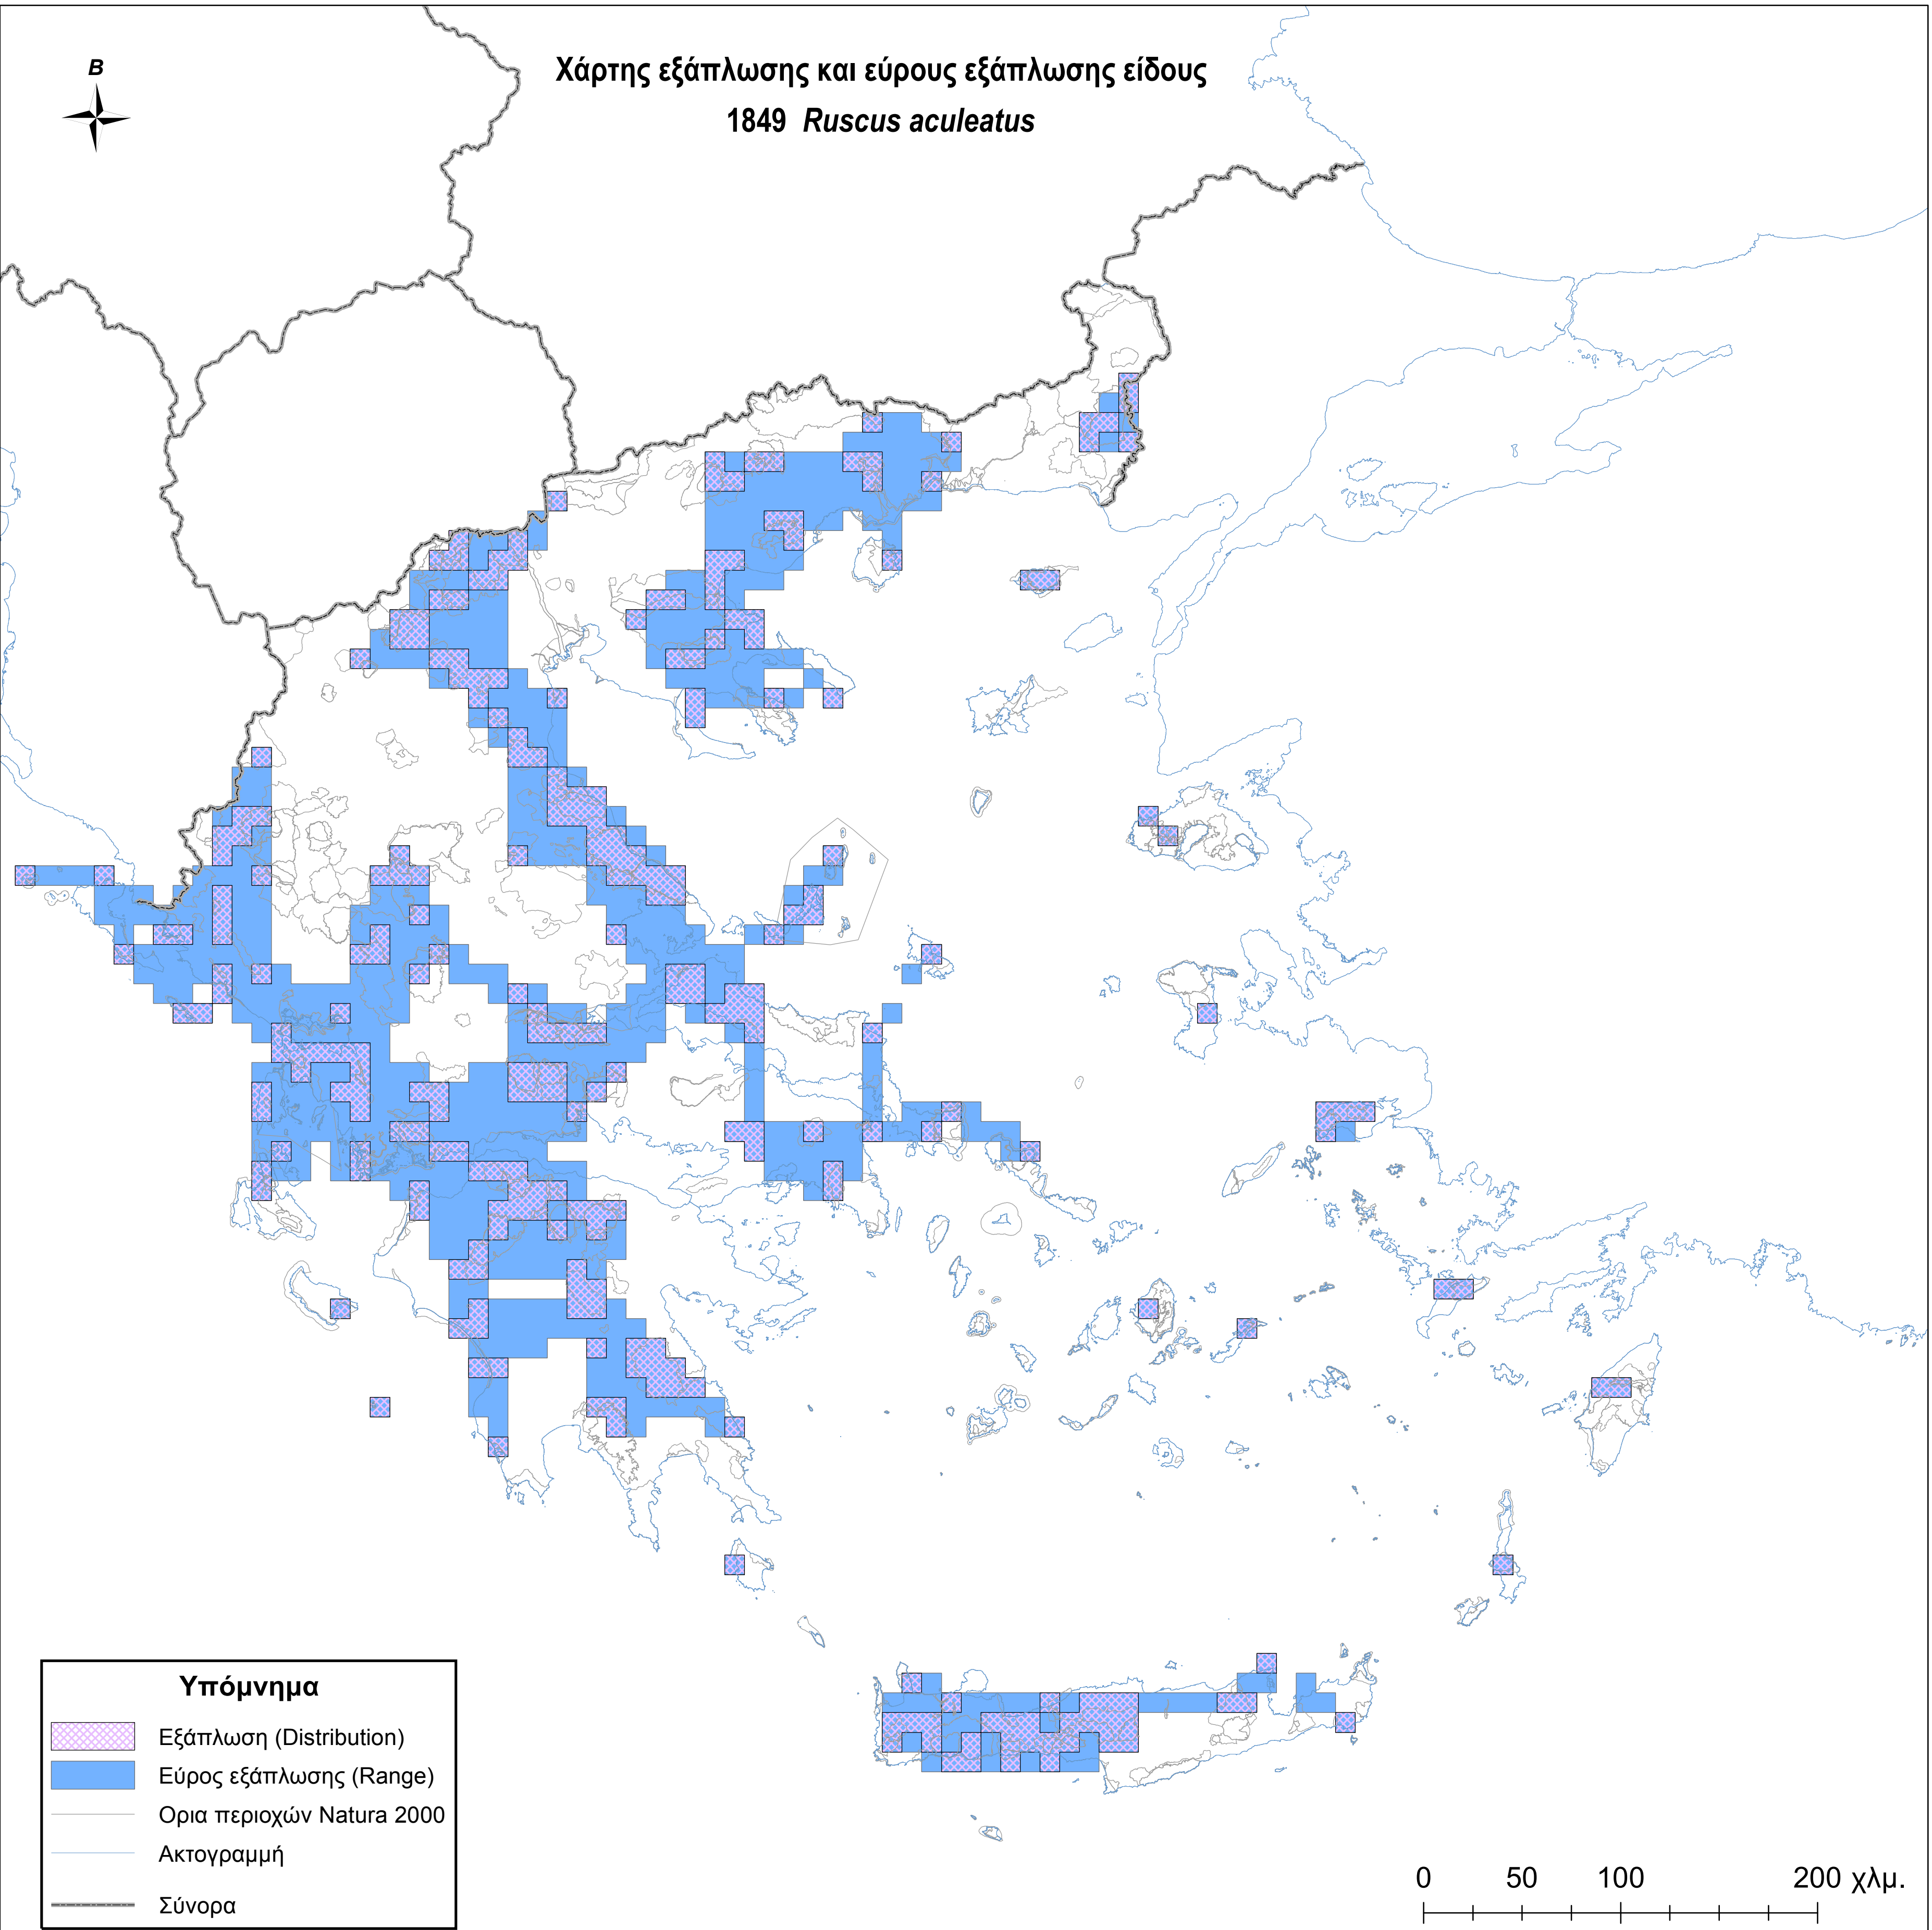 Χάρτης εξάπλωσης και εύρους εξάπλωσης είδους
1849 Ruscus aculeatus
Β
Υπόμνημα
Εξάπλωση (Distribution)
Εύρος εξάπλωσης (Range)
Ορια περιοχών Natura 2000
Ακτογραμμή
Σύνορα
0 50 100 200 χλμ.